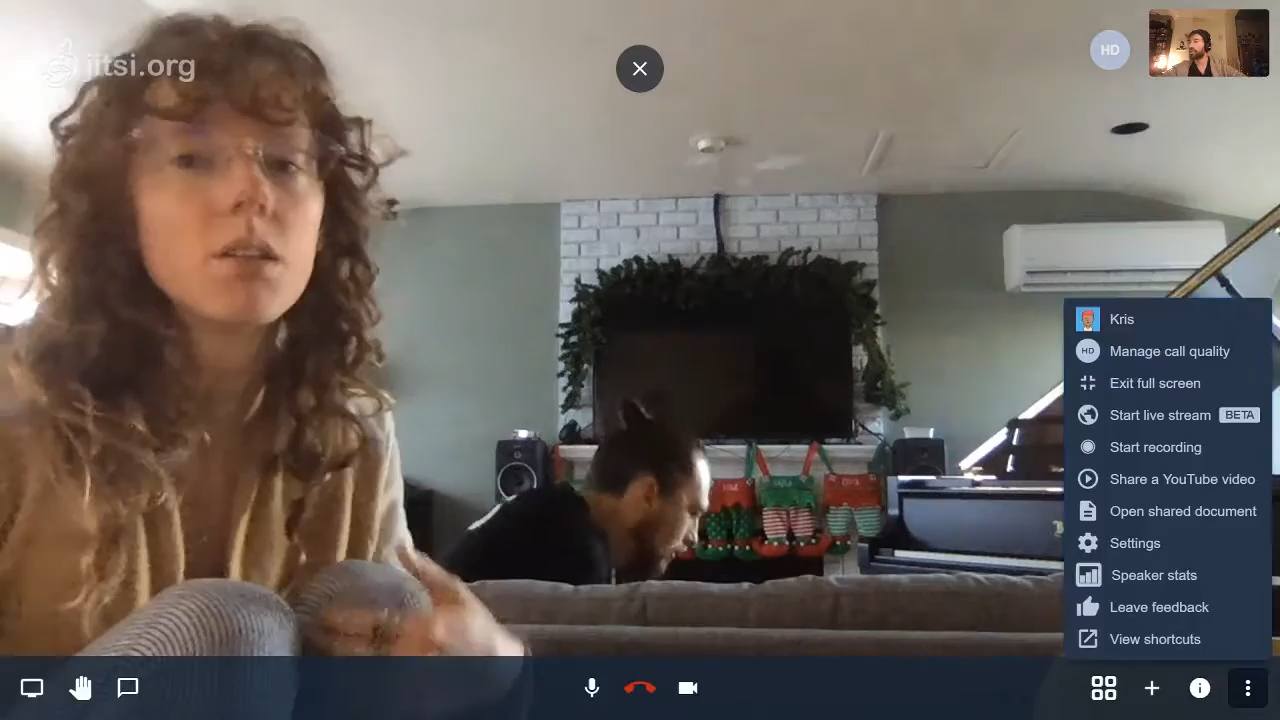 jitsi.org
HD
Kris
HD Manage call quality
Exit full screen
Start live stream BETA
Start recording
Share a YouTube video
Open shared document
Settings
Speaker stats
Leave feedback
View shortcuts